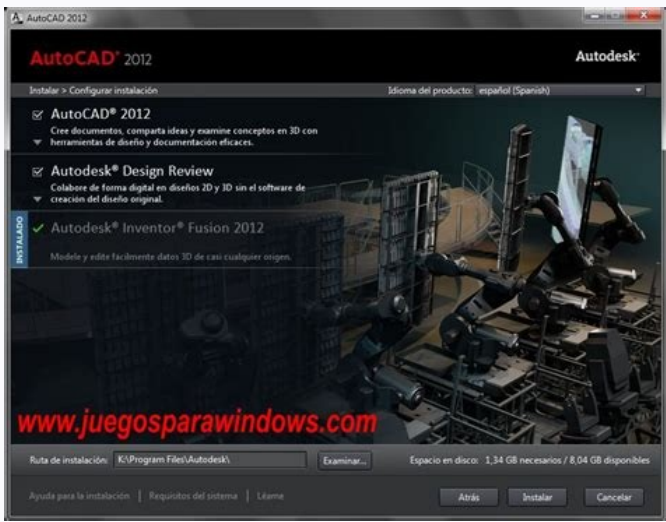 AutoCAD 2012
AutoCAD® 2012
Autodesk
Instalar > Configurar instalación
Idioma del producto: español (Spanish)
AutoCAD® 2012
Cree documentos, comparta ideas y examine conceptos en 3D con
herramientas de diseño y documentación eficaces.
Autodesk® Design Review
Colabore de forma digital en diseños 2D y 3D sin el software de
creación del diseño original.
INSTALADO
Autodesk® Inventor® Fusion 2012
Modele y edite facilmente datos 3D de casi cualquier origen.
www.juegosparawindows.com
Ruta de instalación: K:\Program Files\Autodesk\ Examinar... Espacio en disco: 1,34 GB necesarios / 8,04 GB disponibles
Ayuda para la instalación | Requisitos del sistema | Léame Atrás Instalar Cancelar